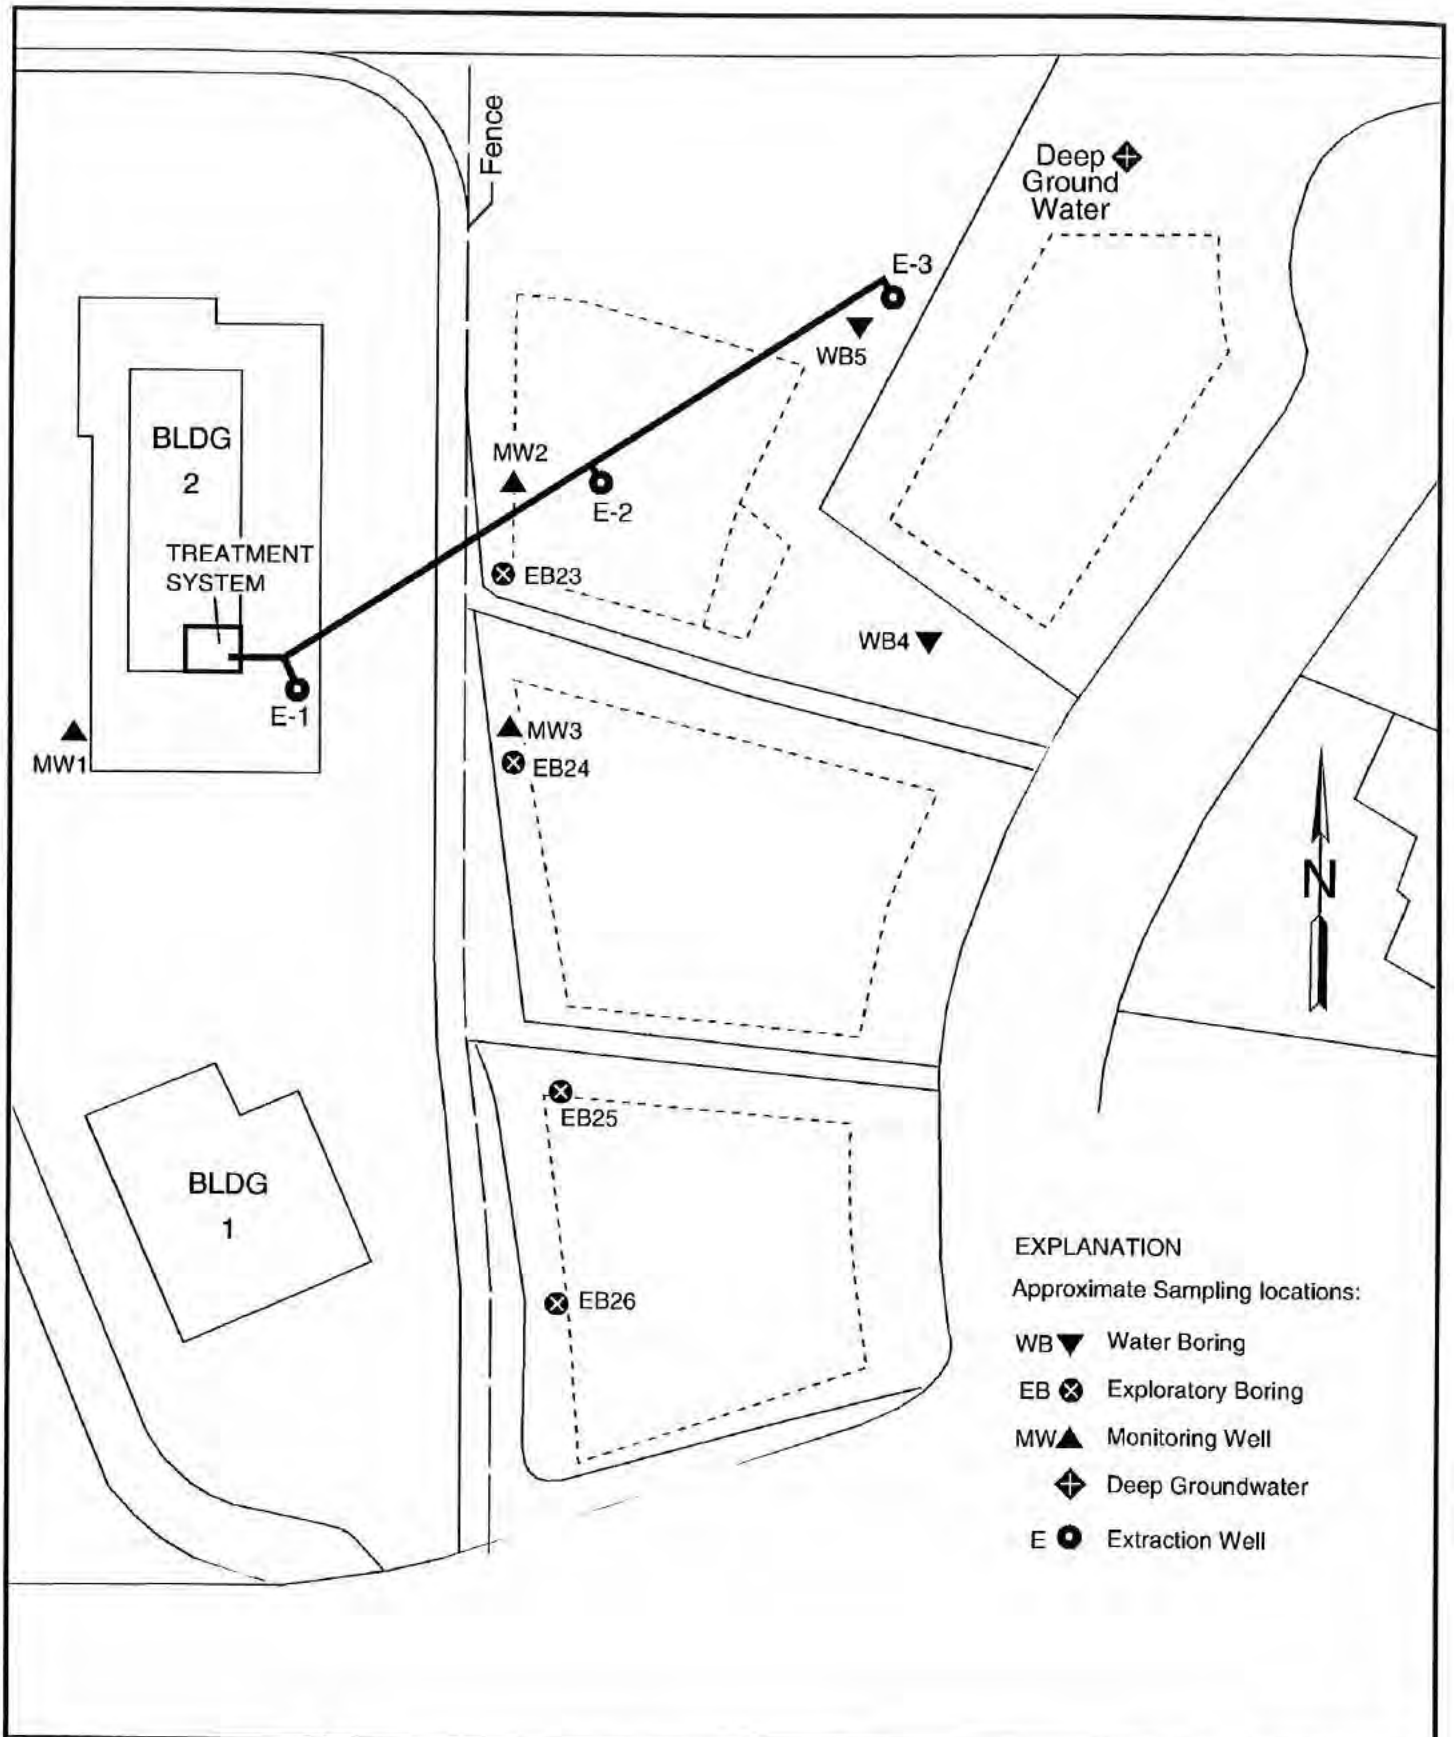 Fence
Deep
Ground
Water
E-3
WB5
BLDG
2
MW2
E-2
TREATMENT
SYSTEM
EB23
WB4
E-1
MW1
MW3
EB24
N
EB25
BLDG
1
EB26
EXPLANATION
Approximate Sampling locations:
WB Water Boring
EB Exploratory Boring
MW Monitoring Well
Deep Groundwater
E Extraction Well